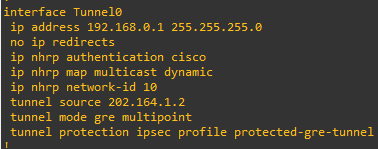 interface Tunnel0
ip address 192.168.0.1 255.255.255.0
no ip redirects
ip nhrp authentication cisco
ip nhrp map multicast dynamic
ip nhrp network-id 10
tunnel source 202.164.1.2
tunnel mode gre multipoint
tunnel protection ipsec profile protected-gre-tunnel
!